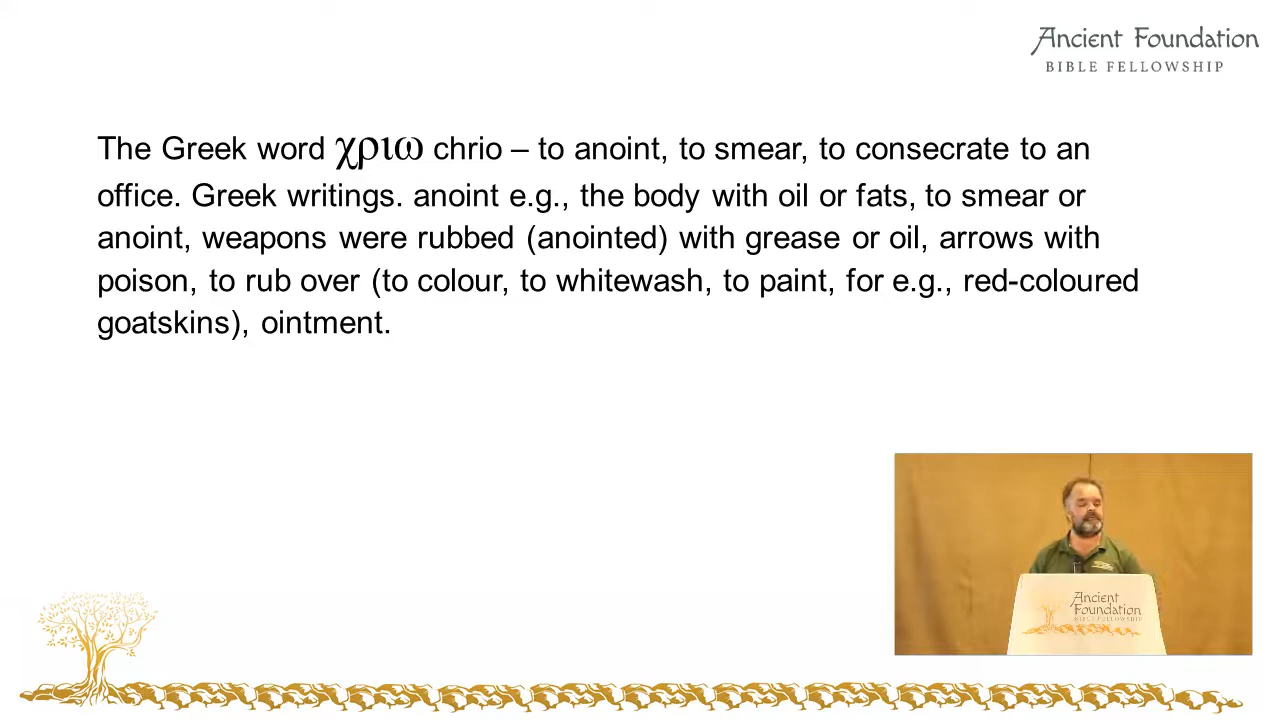 Ancient Foundation
BIBLE FELLOWSHIP
The Greek word χριω chrio – to anoint, to smear, to consecrate to an
office. Greek writings. anoint e.g., the body with oil or fats, to smear or
anoint, weapons were rubbed (anointed) with grease or oil, arrows with
poison, to rub over (to colour, to whitewash, to paint, for e.g., red-coloured
goatskins), ointment.
Ancient
Foundation
BIBLE FELLOWSHIP